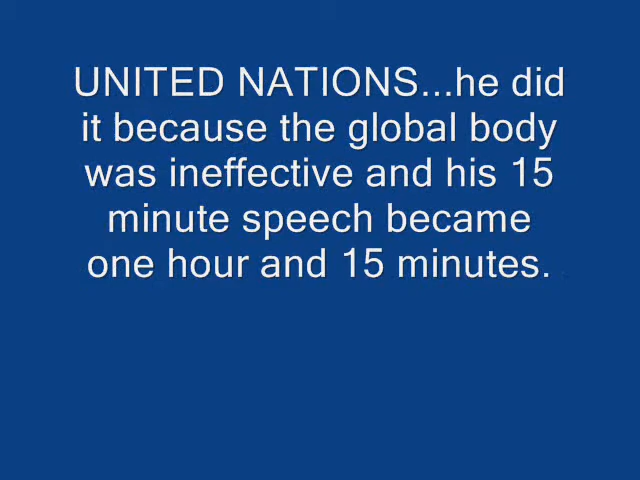 UNITED NATIONS...he did
it because the global body
was ineffective and his 15
minute speech became
one hour and 15 minutes.